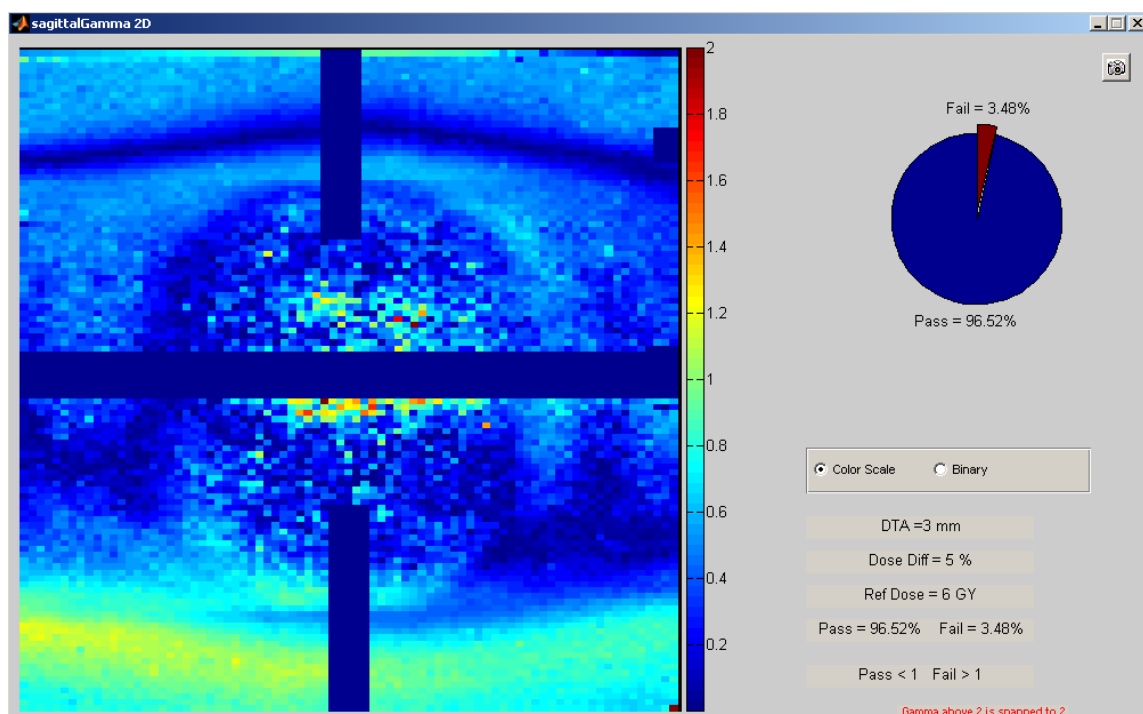 sagittalGamma 2D
2
1.8
1.6
1.4
1.2
1
0.8
0.6
0.4
0.2
Fail = 3.48%
Pass = 96.52%
Color Scale Binary
DTA =3 mm
Dose Diff = 5 %
Ref Dose = 6 GY
Pass = 96.52% Fail = 3.48%
Pass < 1 Fail > 1
Gamma above 2 is snapped to 2